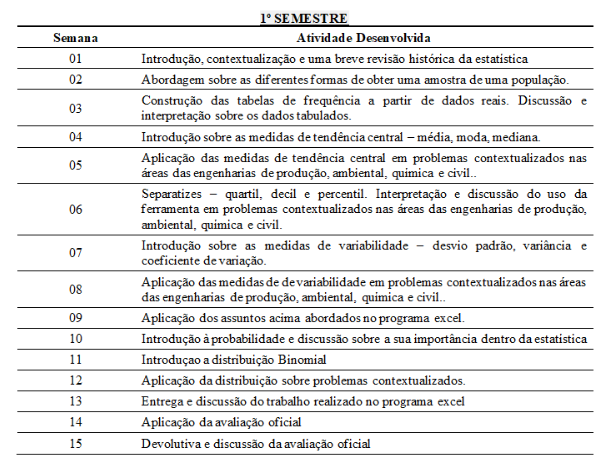 1º SEMESTRE
Semana Atividade Desenvolvida
01 Introdução, contextualização e uma breve revisão histórica da estatistica
02 Abordagem sobre as diferentes formas de obter uma amostra de uma população.
03 Construção das tabelas de frequência a partir de dados reais. Discussão e
interpretação sobre os dados tabulados.
04 Introdução sobre as medidas de tendência central – média, moda, mediana.
05 Aplicação das medidas de tendência central em problemas contextualizados nas
áreas das engenharias de produção, ambiental, quimica e civil..
06 Separatizes – quartil, decil e percentil. Interpretação e discussão do uso da
ferramenta em problemas contextualizados nas áreas das engenharias de produção,
ambiental, quimica e civil.
07 Introdução sobre as medidas de variabilidade – desvio padrão, variância e
coeficiente de variação.
08 Aplicação das medidas de de variabilidade em problemas contextualizados nas áreas
das engenharias de produção, ambiental, quimica e civil..
09 Aplicação dos assuntos acima abordados no programa excel.
10 Introdução à probabilidade e discussão sobre a sua importância dentro da estatistica
11 Introduçao a distribuição Binomial
12 Aplicação da distribuição sobre problemas contextualizados.
13 Entrega e discussão do trabalho realizado no programa excel
14 Aplicação da avaliação oficial
15 Devolutiva e discussão da avaliação oficial